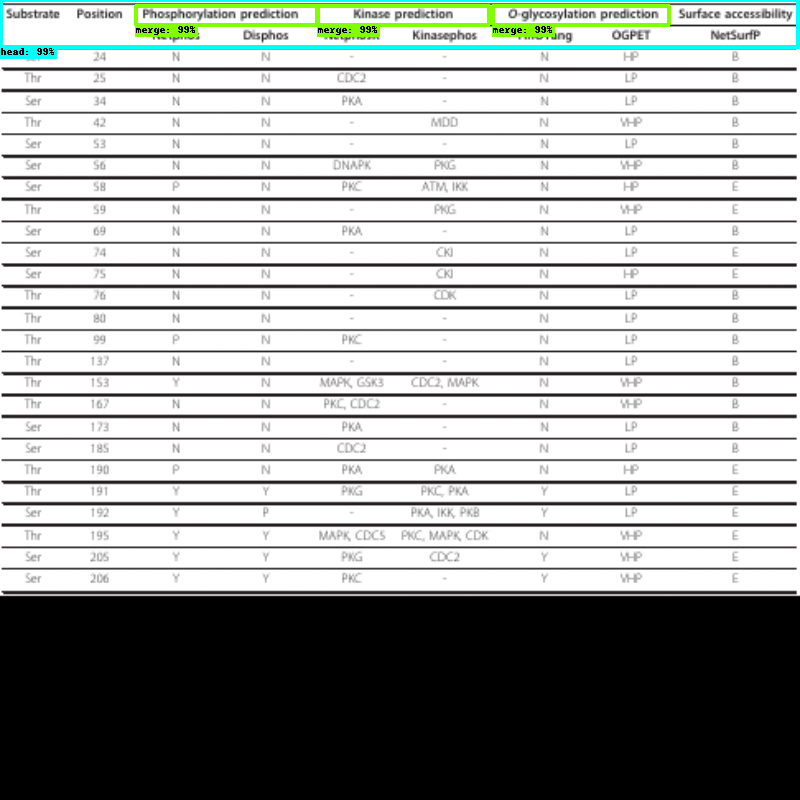 Substrate Position Phosphorylation prediction Kinase prediction O-glycosylation prediction Surface accessibility
merge: 99% merge: 99% merge: 99%
Disphos Kinasephos OGPET NetSurfP
head: 99%
24 N N - - N HP B
Thr 25 N N CDC2 - N LP B
Ser 34 N N PKA - N LP B
Thr 42 N N - MDD N VHP B
Ser 53 N N - - N LP B
Ser 56 N N DNAPK PKG N VHP B
Ser 58 P N PKC ATM, IKK N HP E
Thr 59 N N - PKG N VHP E
Ser 69 N N PKA - N LP B
Ser 74 N N - CKI N LP E
Ser 75 N N - CKI N HP E
Thr 76 N N - CDK N LP B
Thr 80 N N - - N LP B
Thr 99 P N PKC - N LP B
Thr 137 N N - - N LP B
Thr 153 Y N MAPK, GSK3 CDC2, MAPK N VHP B
Thr 167 N N PKC, CDC2 - N VHP B
Ser 173 N N PKA - N LP B
Ser 185 N N CDC2 - N LP B
Thr 190 P N PKA PKA N HP E
Thr 191 Y Y PKG PKC, PKA Y LP E
Ser 192 Y P - PKA, IKK, PKB Y LP E
Thr 195 Y Y MAPK, CDC5 PKC, MAPK, CDK N VHP E
Ser 205 Y Y PKG CDC2 Y VHP E
Ser 206 Y Y PKC - Y VHP E